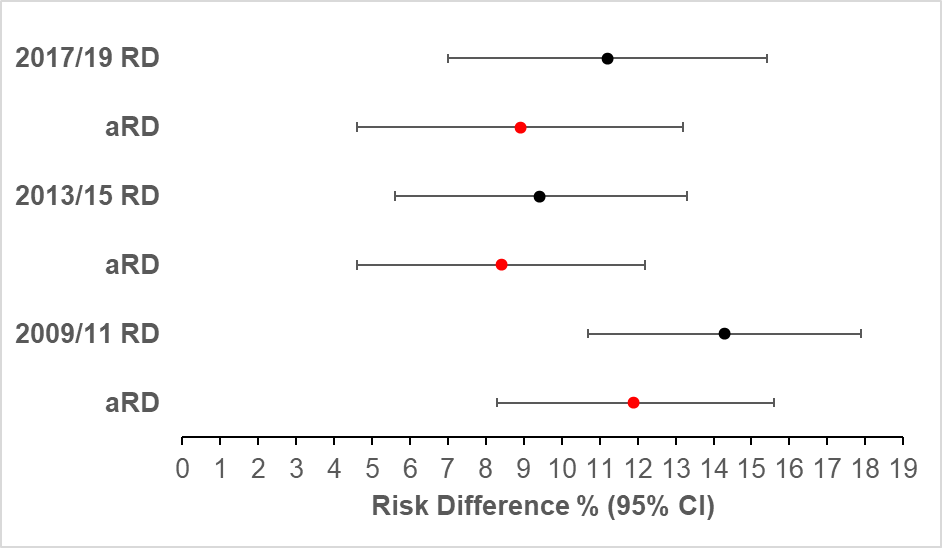 2017/19 RD
aRD
2013/15 RD
aRD
2009/11 RD
aRD
0 1 2 3 4 5 6 7 8 9 10 11 12 13 14 15 16 17 18 19
Risk Difference % (95% CI)